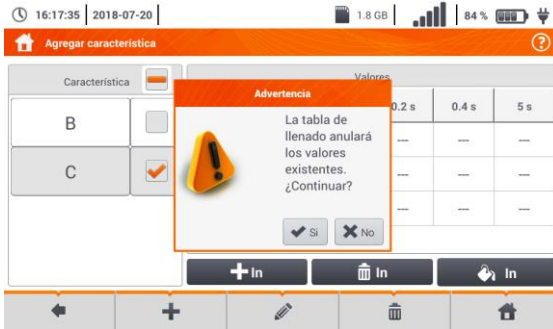 16:17:35 2018-07-20 1.8 GB 84 %
Agregar característica
Característica
Valores
0.2 s 0.4 s 5 s
B
--- --- ---
C
--- --- ---
--- --- ---
Advertencia
La tabla de
llenado anulará
los valores
existentes.
¿Continuar?
Si No
In In In